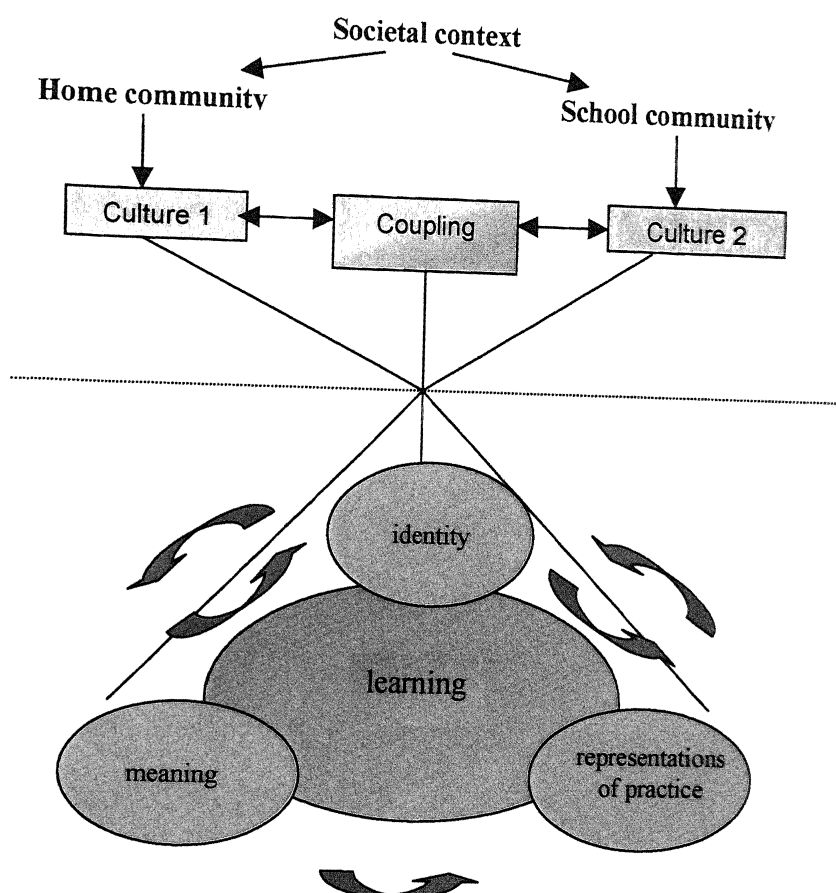 Societal context
Home community
School community
Culture 1
Coupling
Culture 2
identity
learning
meaning
representations
of practice